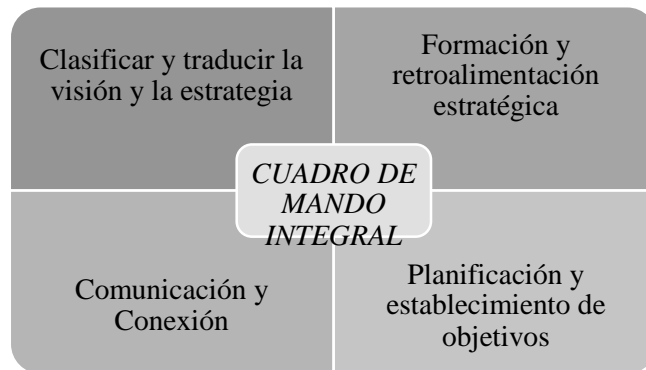 Clasificar y traducir la
visión y la estrategia
Formación y
retroalimentación
estratégica
CUADRO DE
MANDO
INTEGRAL
Comunicación y
Conexión
Planificación y
establecimiento de
objetivos